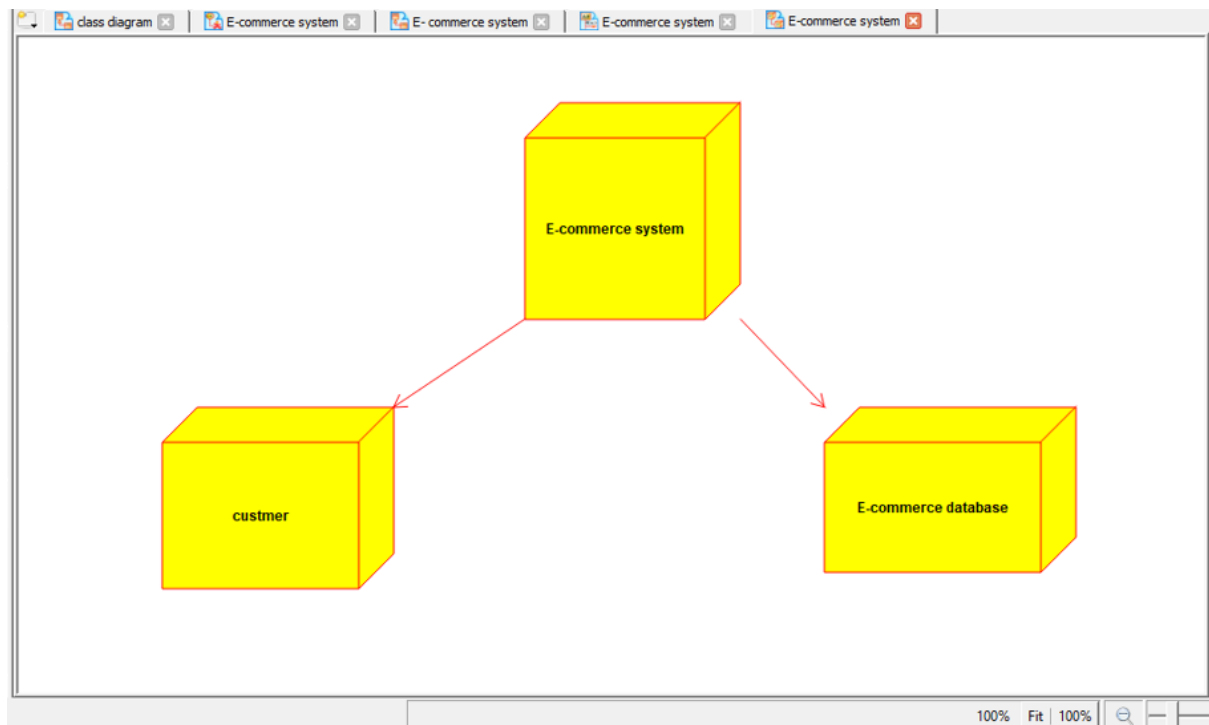 class diagram E-commerce system E- commerce system E-commerce system E-commerce system
E-commerce system
custmer
E-commerce database
100% Fit 100%